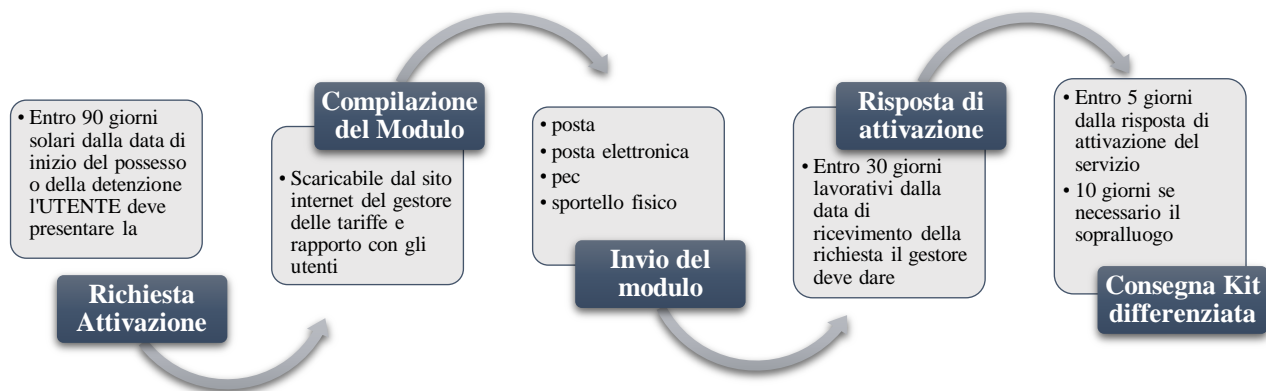 • Entro 90 giorni
solari dalla data di
inizio del possesso
o della detenzione
l'UTENTE deve
presentare la
Richiesta
Attivazione
Compilazione
del Modulo
• Scaricabile dal sito
internet del gestore
delle tariffe e
rapporto con gli
utenti
• posta
• posta elettronica
• pec
• sportello fisico
Invio del
modulo
Risposta di
attivazione
• Entro 30 giorni
lavorativi dalla
data di
ricevimento della
richiesta il gestore
deve dare
• Entro 5 giorni
dalla risposta di
attivazione del
servizio
• 10 giorni se
necessario il
sopralluogo
Consegna Kit
differenziata